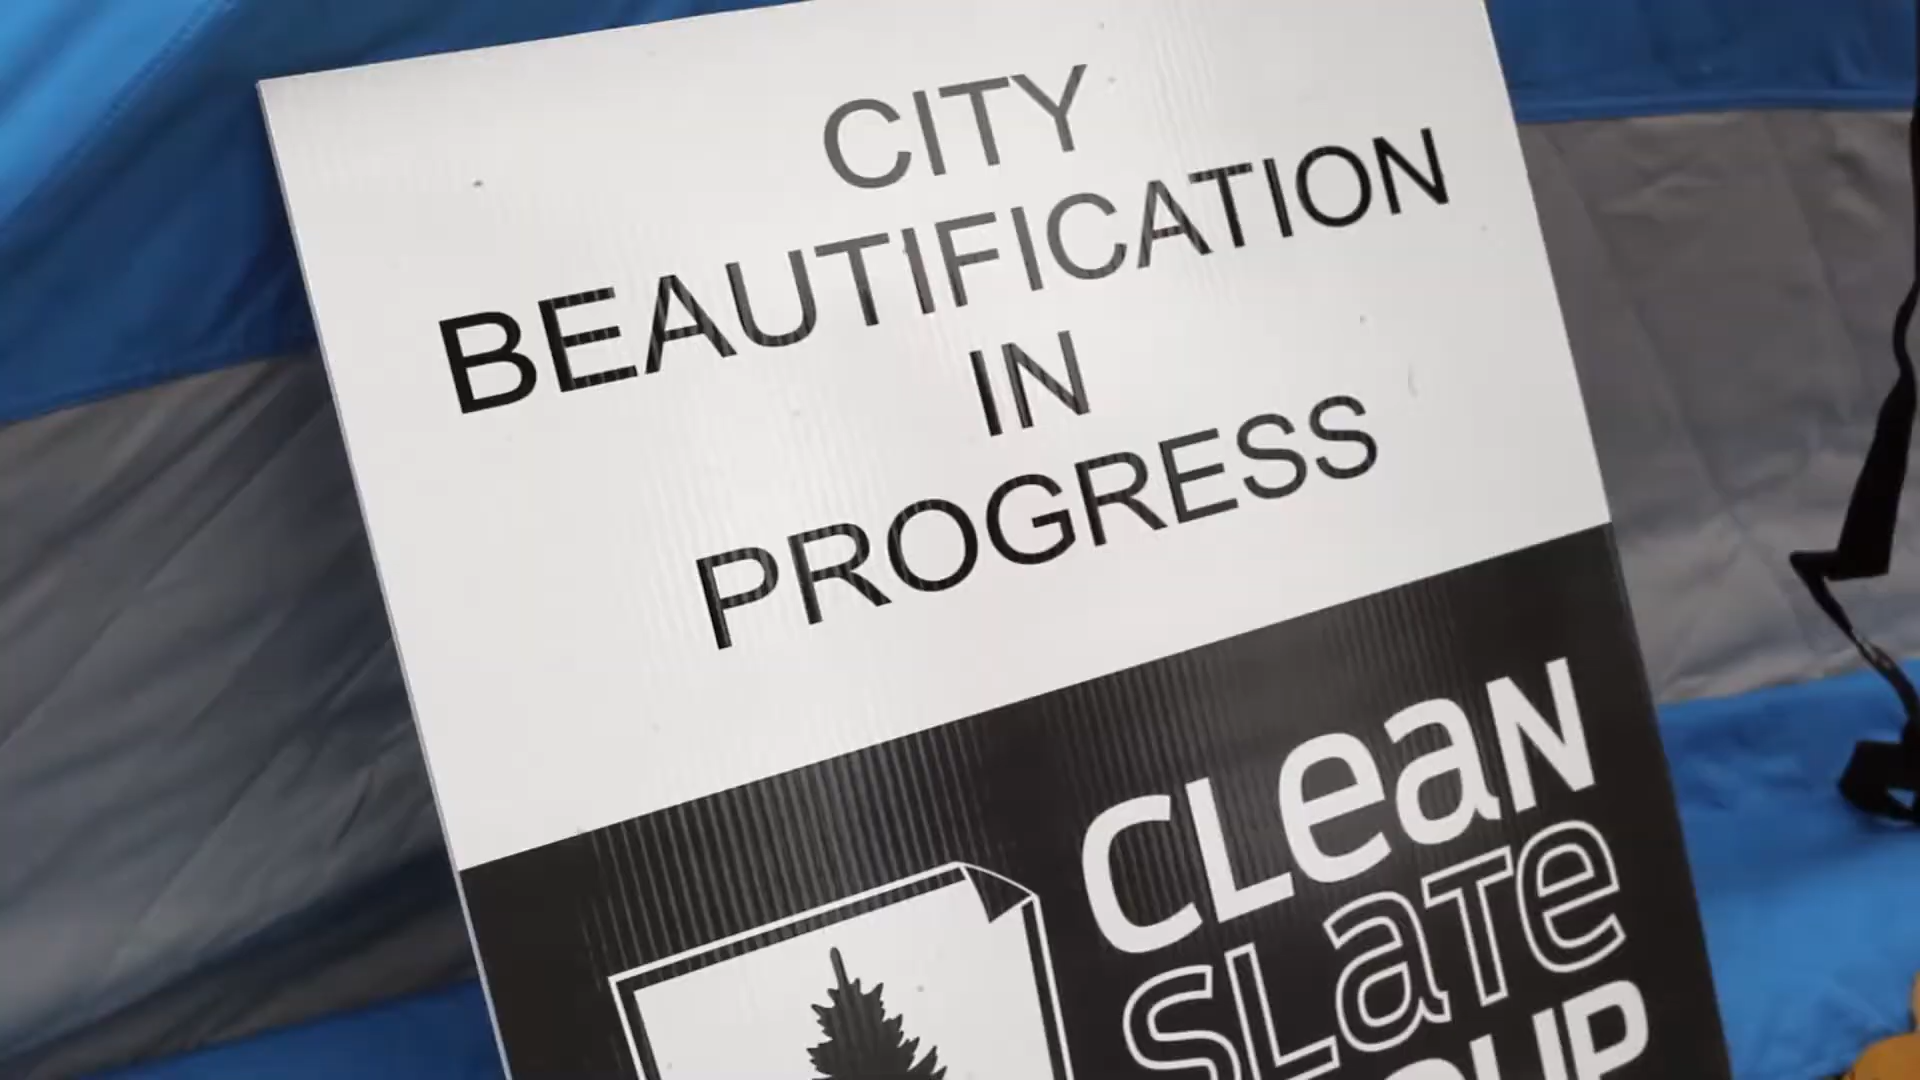 CITY
BEAUTIFICATION
IN
PROGRESS
CLeaN
SLaTe